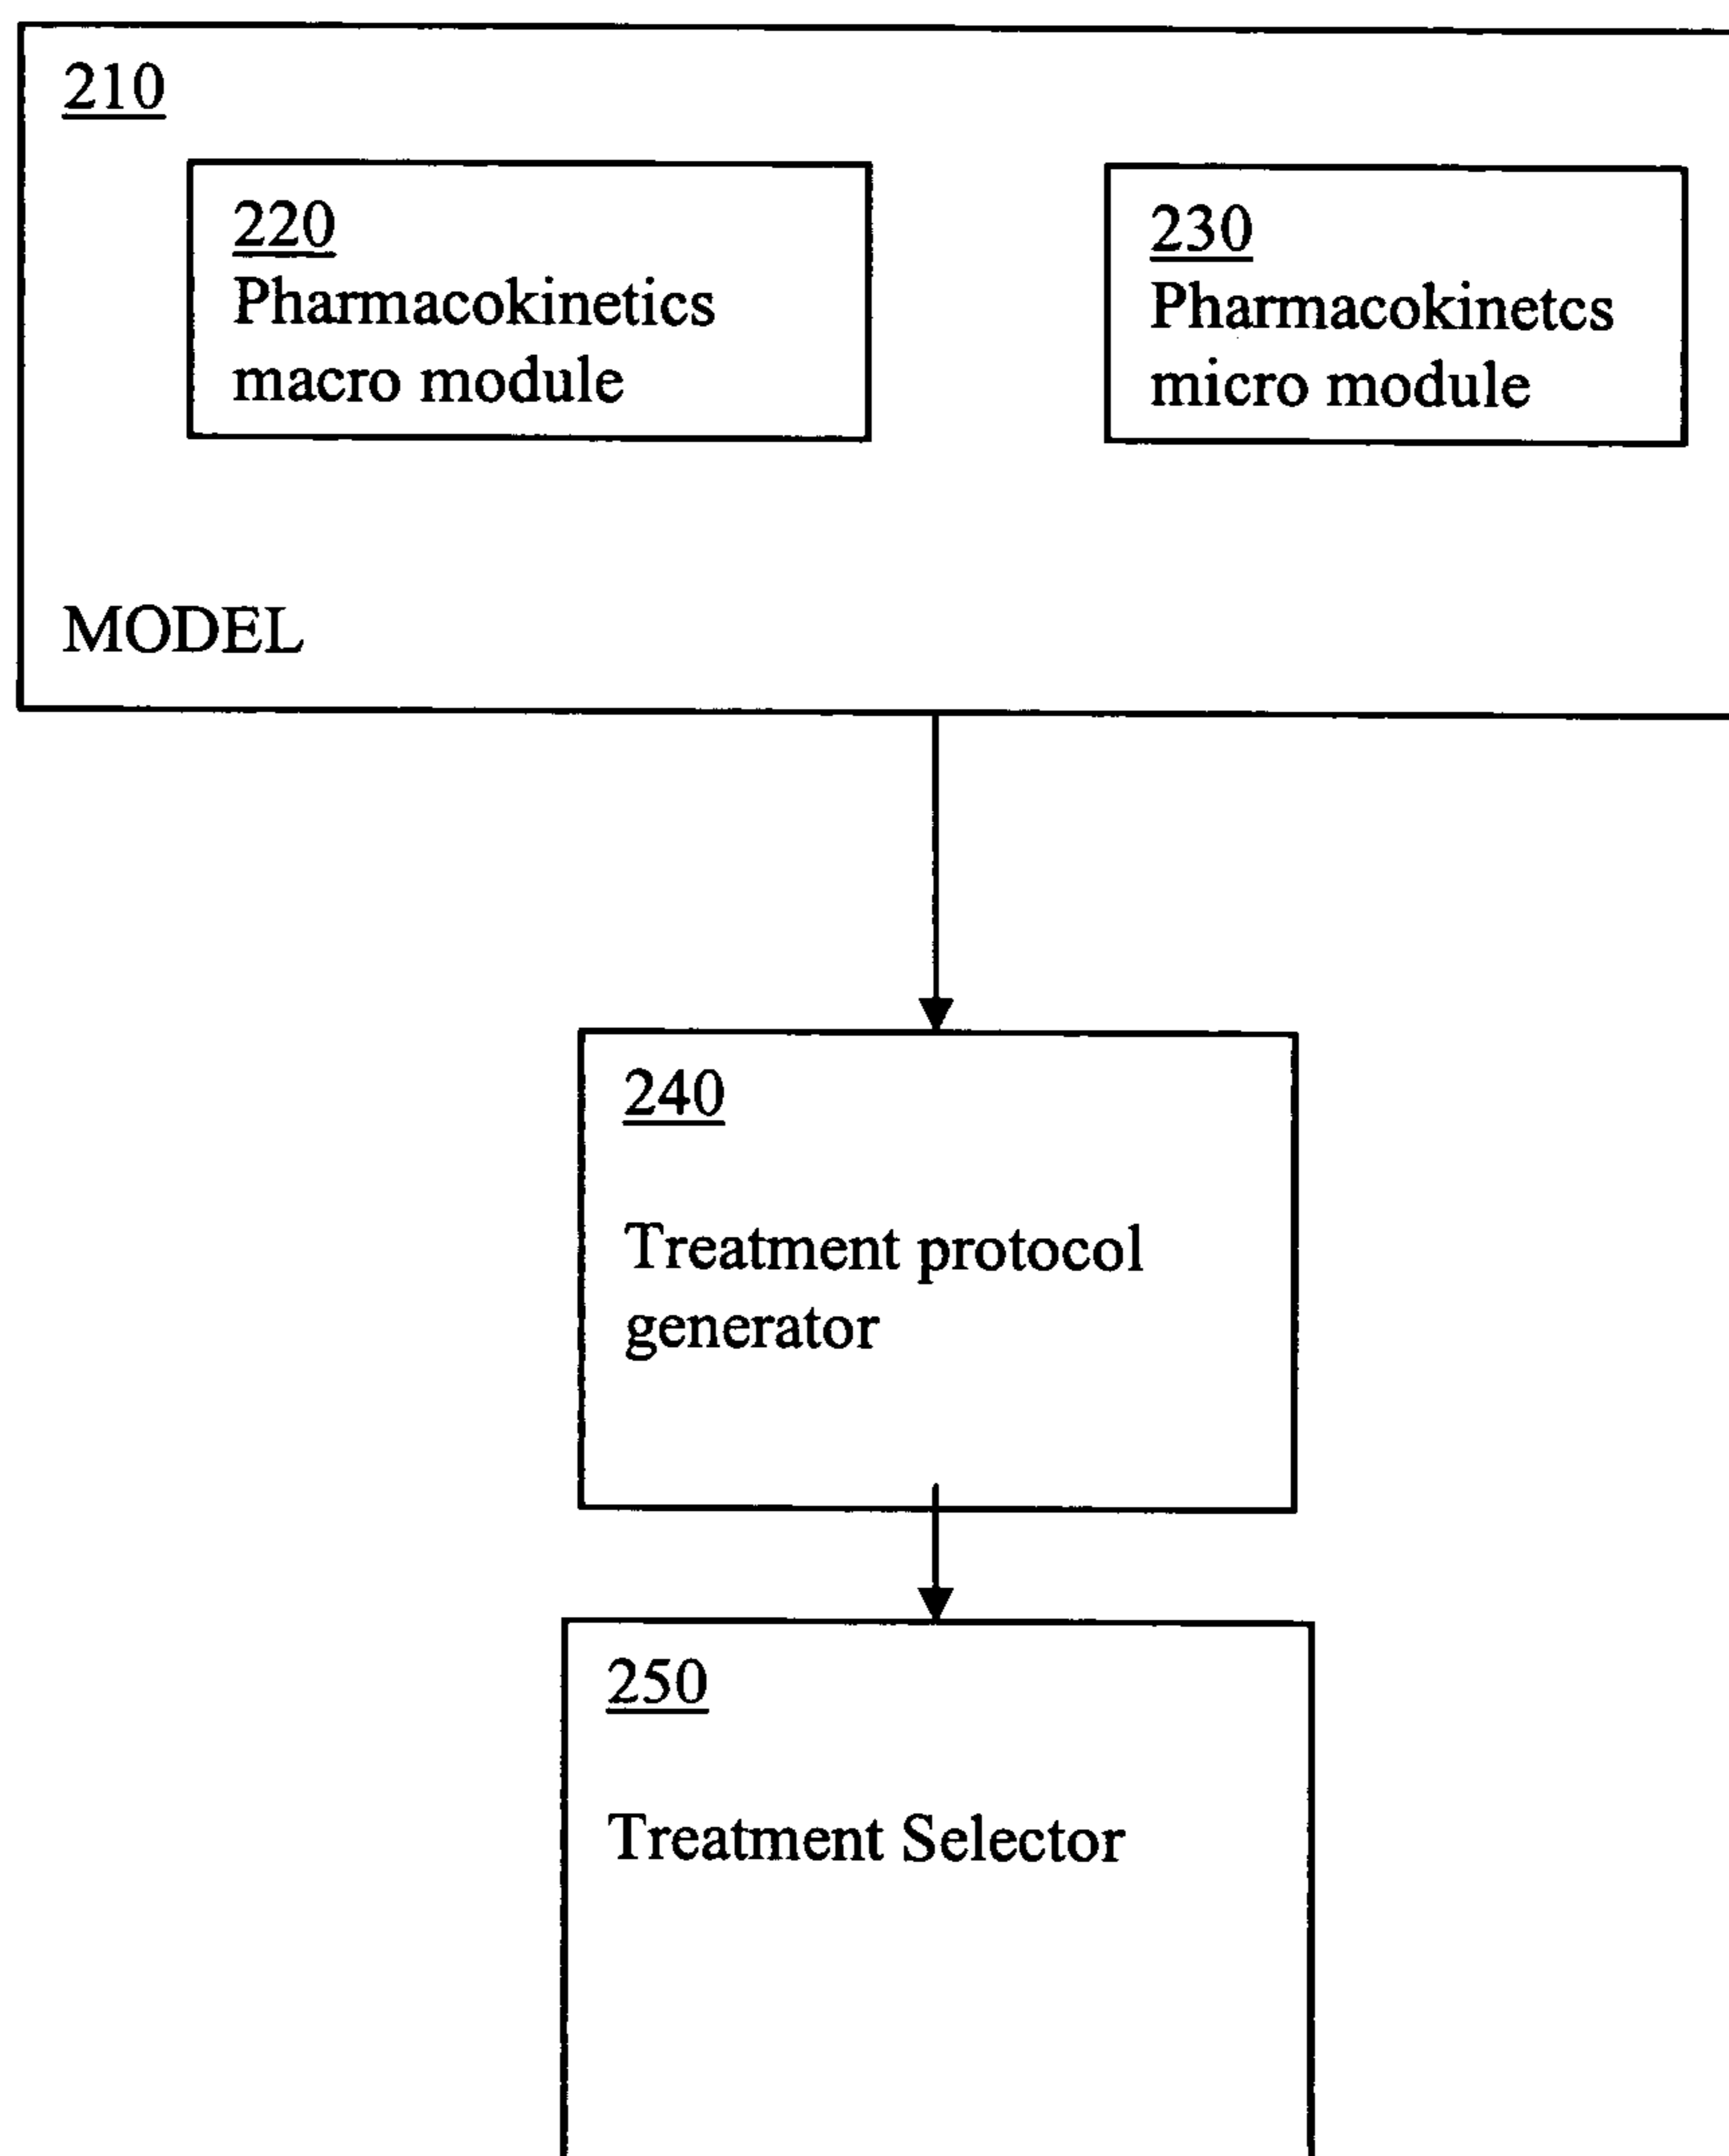 210
220
Pharmacokinetics
macro module
230
Pharmacokinetcs
micro module
MODEL
240
Treatment protocol
generator
250
Treatment Selector